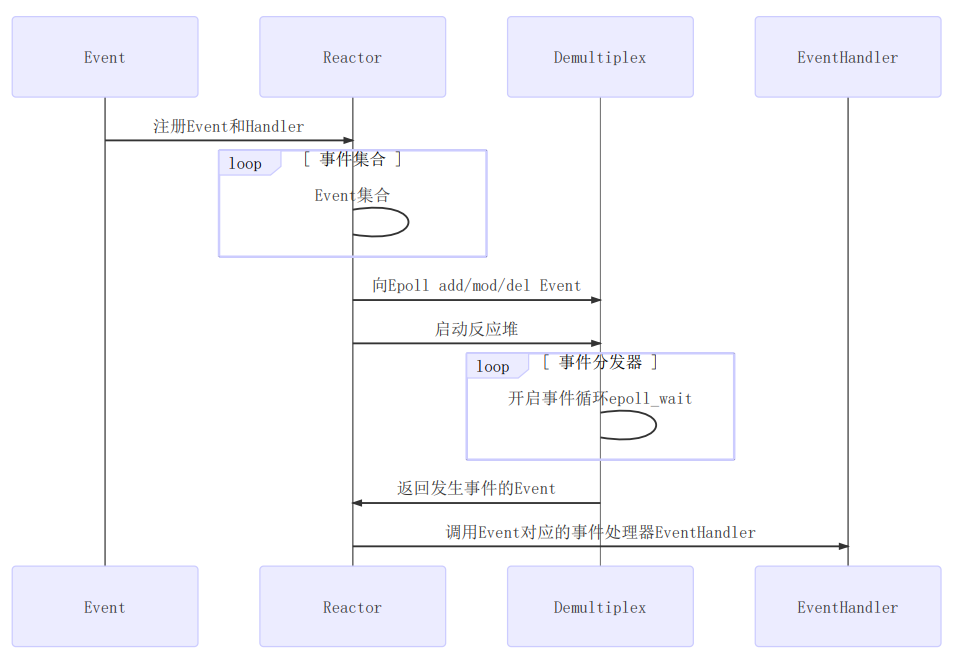 Event
Reactor
Demultiplex
EventHandler
注册Event和Handler
loop
[ 事件集合 ]
Event集合
向Epoll add/mod/del Event
启动反应堆
loop
[ 事件分发器 ]
开启事件循环epoll_wait
返回发生事件的Event
调用Event对应的事件处理器EventHandler
Event
Reactor
Demultiplex
EventHandler